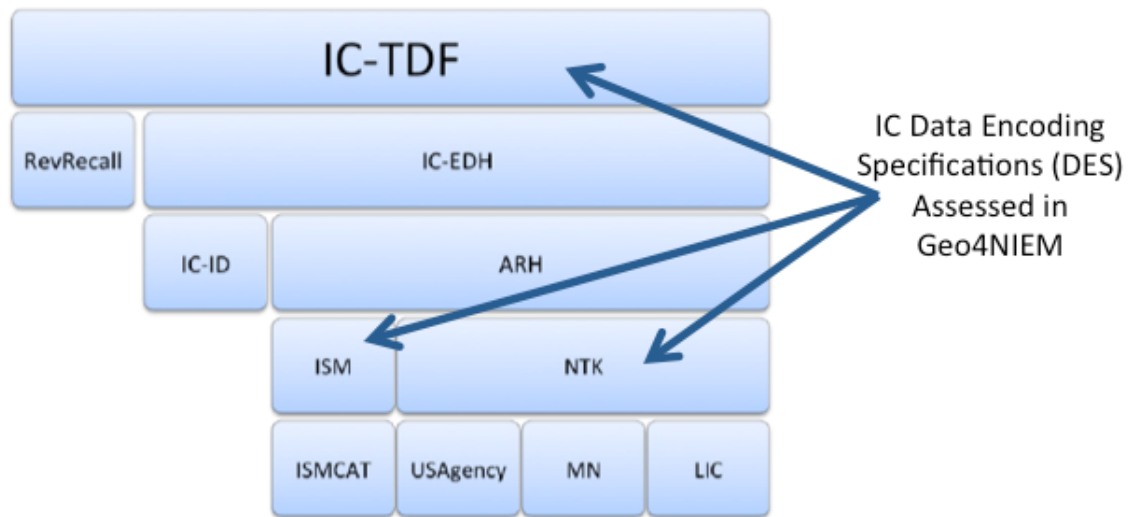 IC-TDF
RevRecall
IC-EDH
IC-ID
ARH
ISM
NTK
ISMCAT
USAgency
MN
LIC
IC Data Encoding
Specifications (DES)
Assessed in
Geo4NIEM